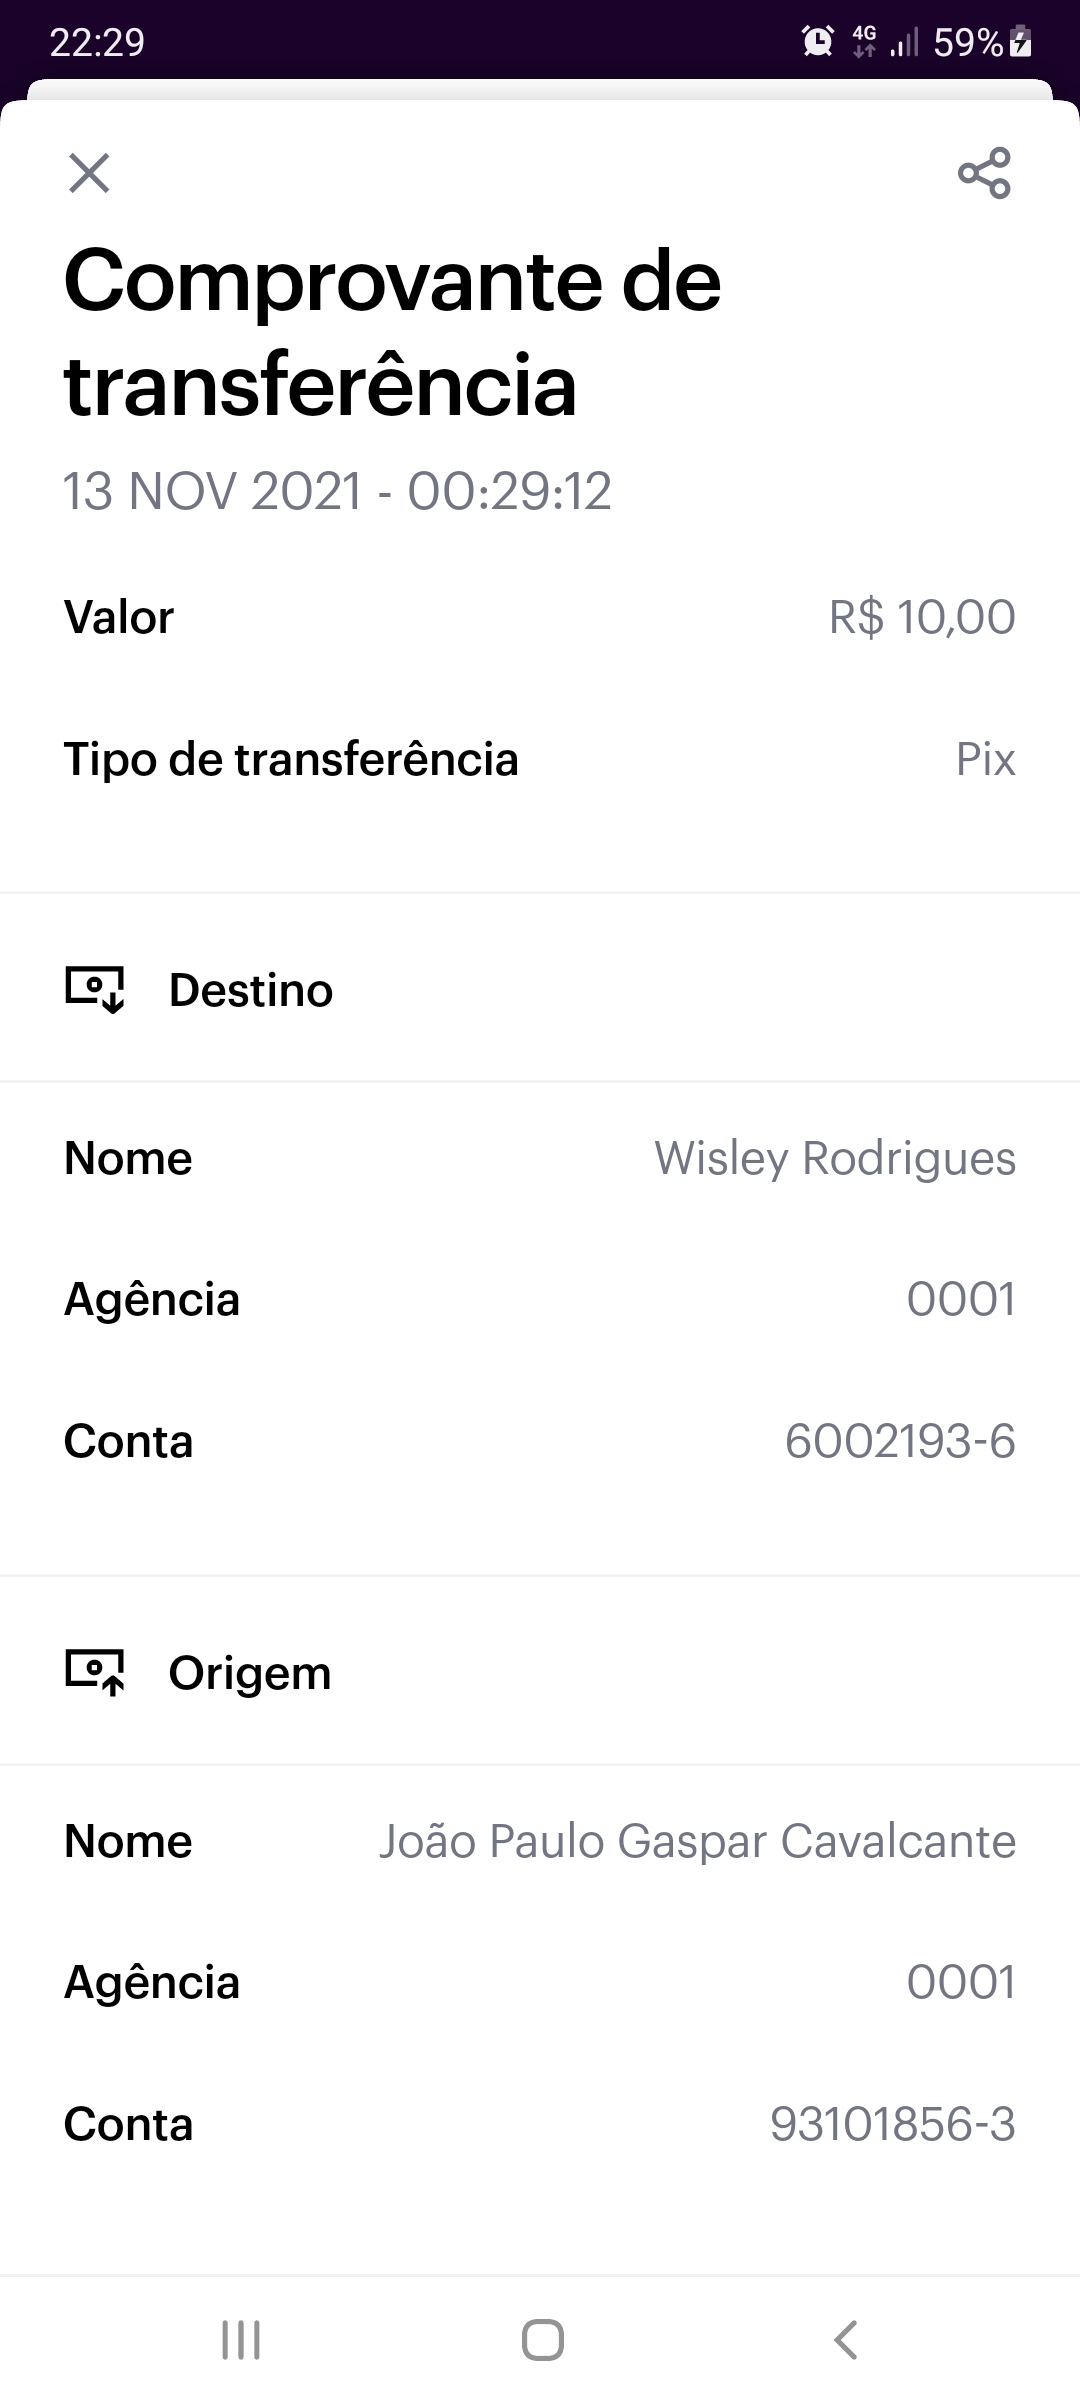 22:29 4G 59%
Comprovante de
transferência
13 NOV 2021 - 00:29:12
Valor R$ 10,00
Tipo de transferência Pix
Destino
Nome Wisley Rodrigues
Agência 0001
Conta 6002193-6
Origem
Nome João Paulo Gaspar Cavalcante
Agência 0001
Conta 93101856-3